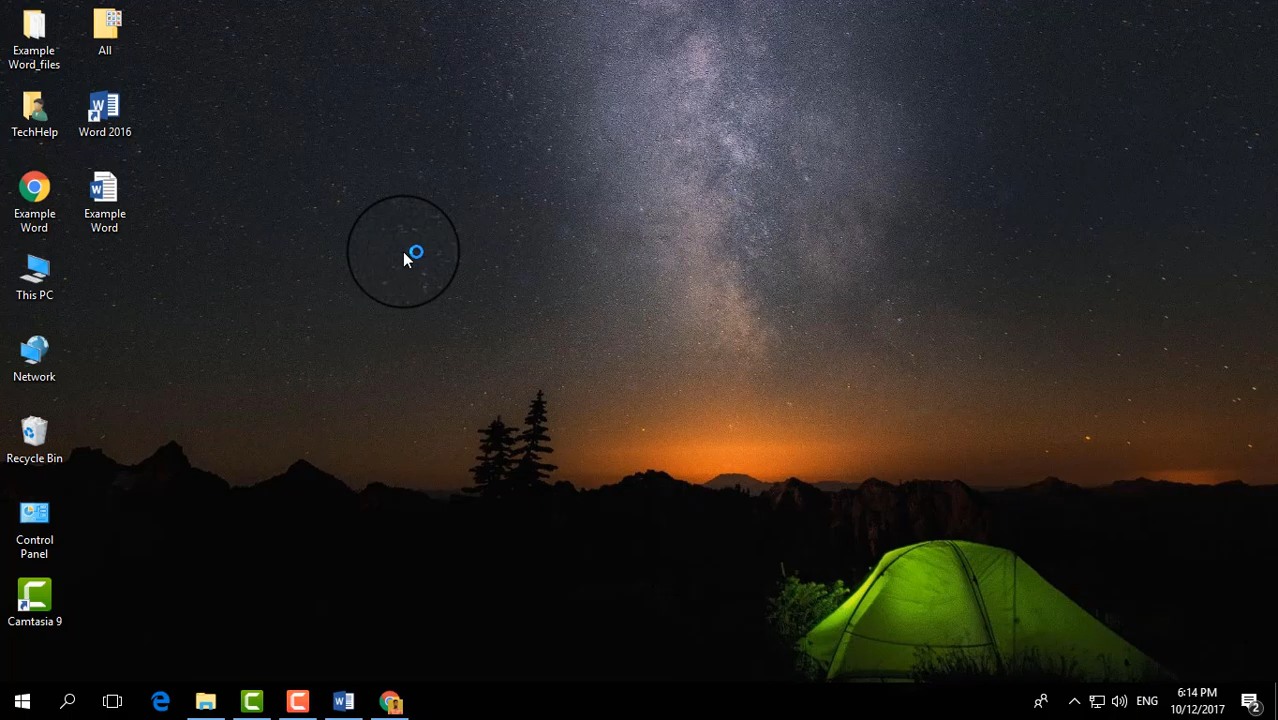 Example
Word_files
All
TechHelp
Word 2016
Example
Word
Example
Word
This PC
Network
Recycle Bin
Control
Panel
Camtasia 9
ENG
6:14 PM
10/12/2017
2